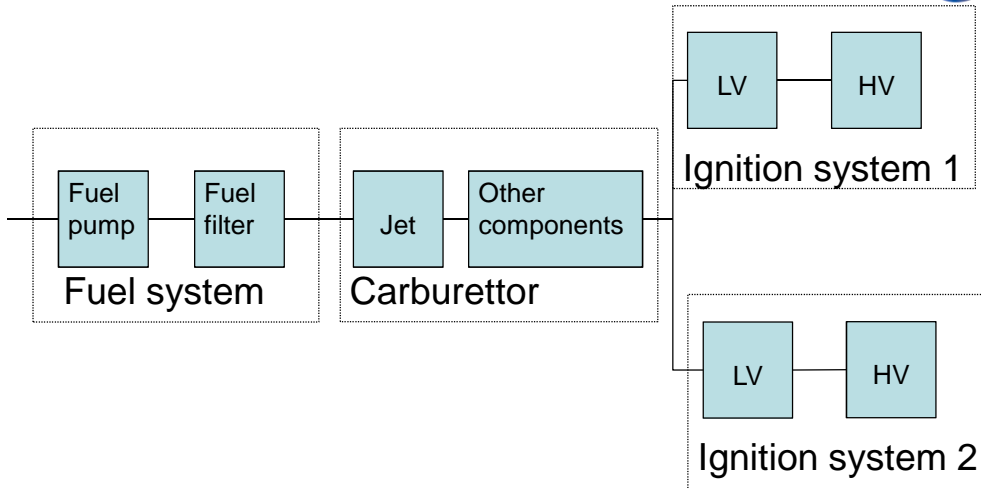 LV
HV
Ignition system 1
Fuel
pump
Fuel
filter
Fuel system
Jet
Other
components
Carburettor
LV
HV
Ignition system 2